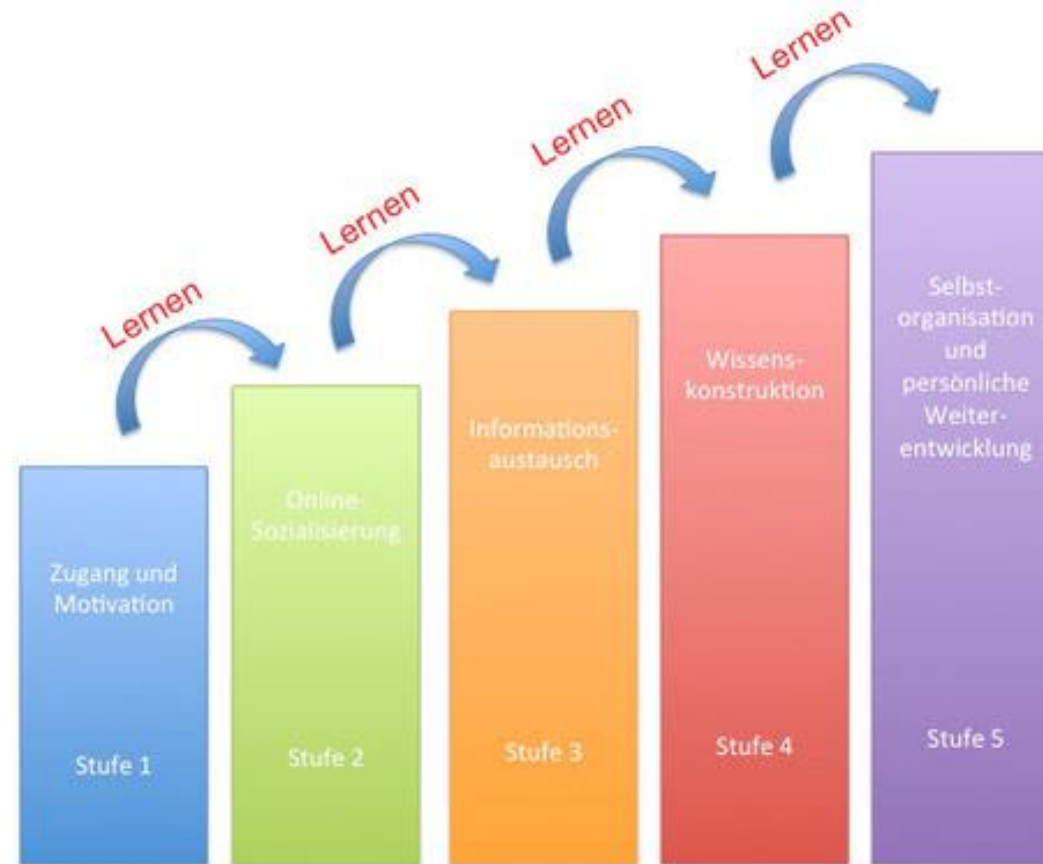 Lernen
Lernen
Lernen
Lernen
Zugang und
Motivation
Stufe 1
Online-
Sozialisierung
Stufe 2
Informations-
austausch
Stufe 3
Wissens-
konstruktion
Stufe 4
Selbst-
organisation
und
persönliche
Weiter-
entwicklung
Stufe 5